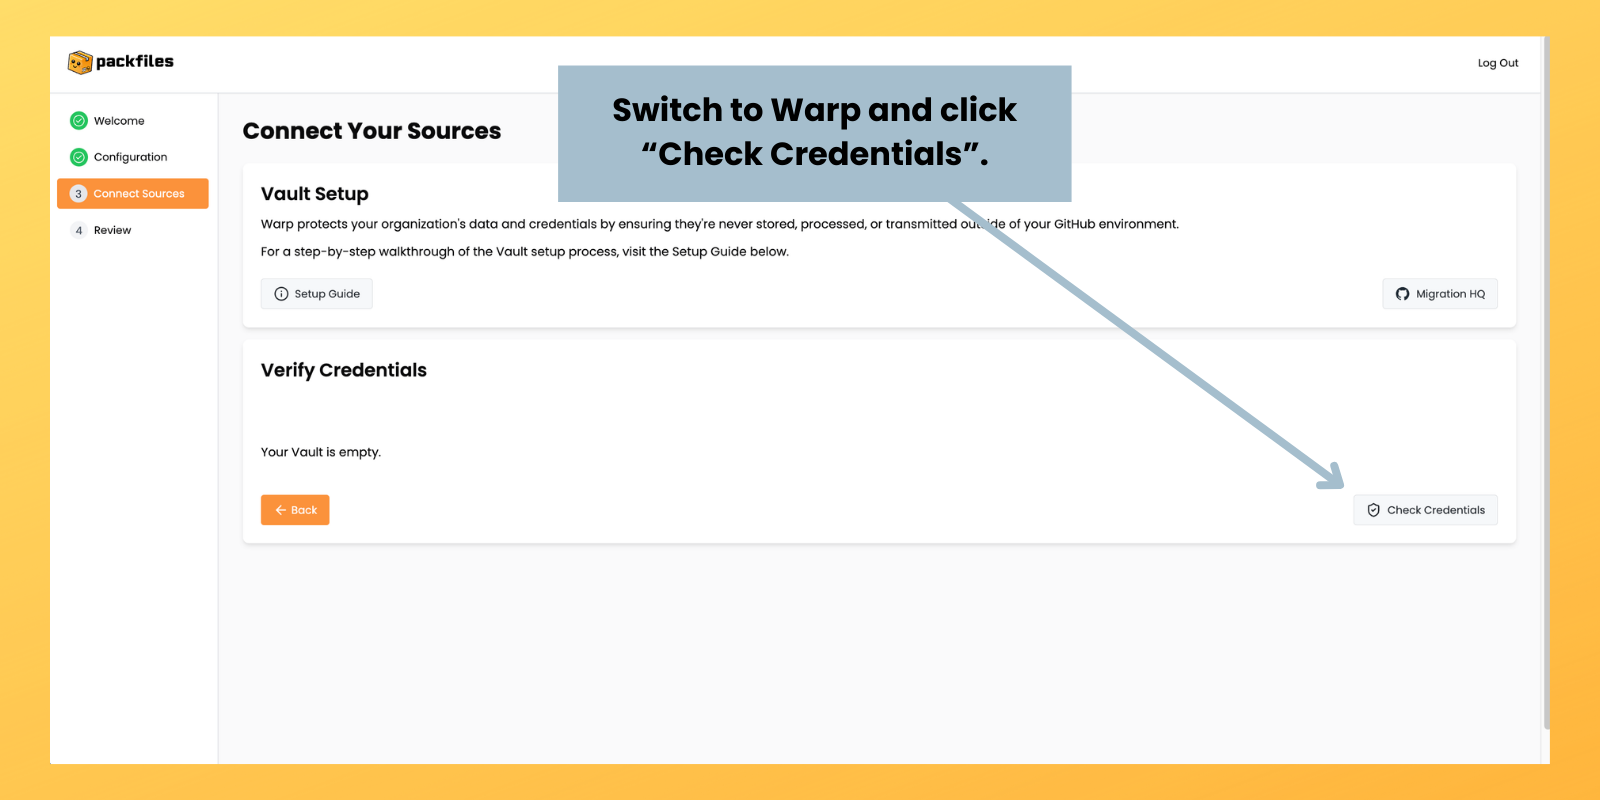 packfiles
Log Out
Switch to Warp and click
“Check Credentials”.
Welcome
Configuration
3 Connect Sources
4 Review
Connect Your Sources
Vault Setup
Warp protects your organization's data and credentials by ensuring they're never stored, processed, or transmitted of your GitHub environment.
For a step-by-step walkthrough of the Vault setup process, visit the Setup Guide below.
Setup Guide
Migration HQ
Verify Credentials
Your Vault is empty.
← Back
Check Credentials